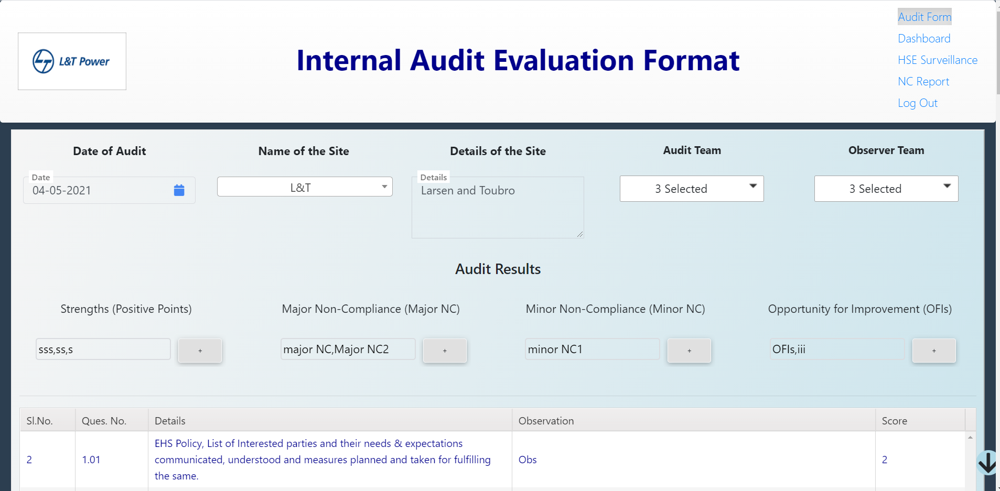 Audit Form
Dashboard
HSE Surveillance
NC Report
Log Out
L&T Power
Internal Audit Evaluation Format
Date of Audit
Name of the Site
Details of the Site
Audit Team
Observer Team
Date
04-05-2021
L&T
Details
Larsen and Toubro
3 Selected
3 Selected
Audit Results
Strengths (Positive Points)
Major Non-Compliance (Major NC)
Minor Non-Compliance (Minor NC)
Opportunity for Improvement (OFIs)
sss,ss,s
+
major NC,Major NC2
+
minor NC1
+
OFIs,iii
+
Sl.No.
Ques. No.
Details
Observation
Score
2
1.01
EHS Policy, List of Interested parties and their needs & expectations
communicated, understood and measures planned and taken for fulfilling
the same.
Obs
2